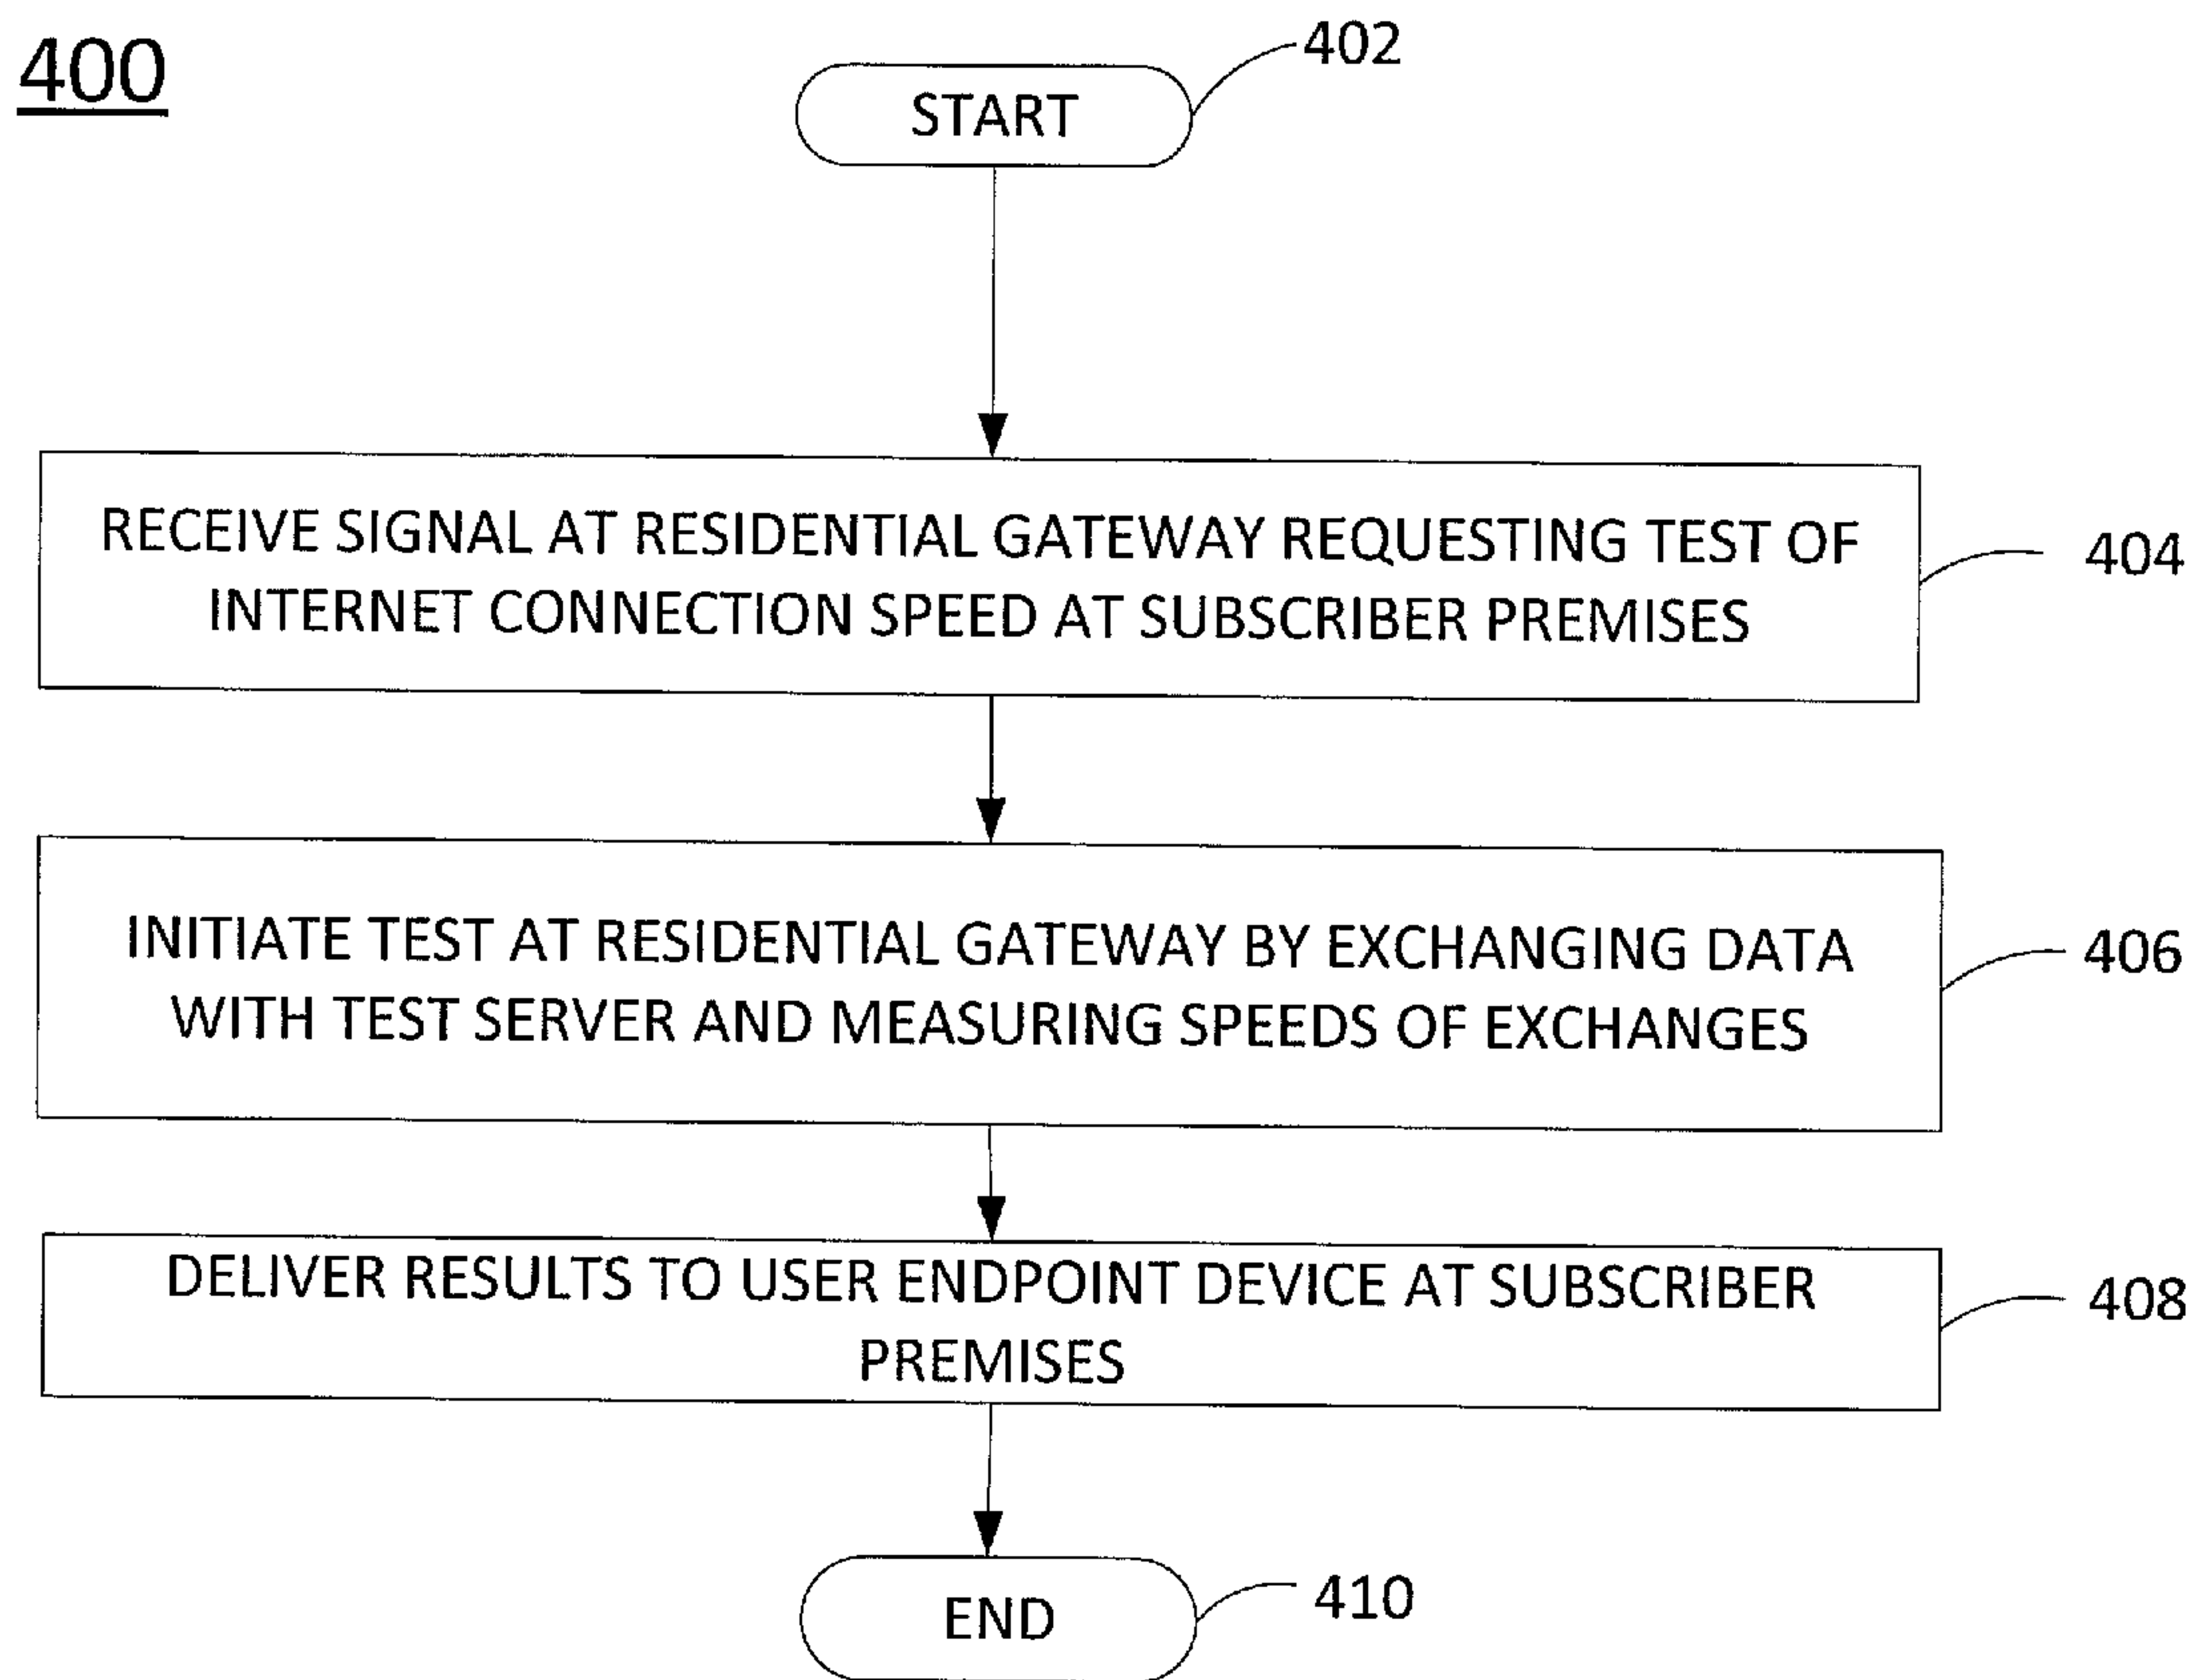 400
402
START
RECEIVE SIGNAL AT RESIDENTIAL GATEWAY REQUESTING TEST OF
INTERNET CONNECTION SPEED AT SUBSCRIBER PREMISES
404
INITIATE TEST AT RESIDENTIAL GATEWAY BY EXCHANGING DATA
WITH TEST SERVER AND MEASURING SPEEDS OF EXCHANGES
406
DELIVER RESULTS TO USER ENDPOINT DEVICE AT SUBSCRIBER
PREMISES
408
END
410